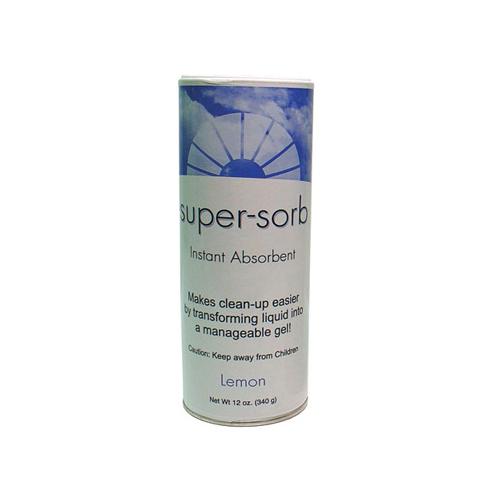 super-sorb
Instant Absorbent
Makes clean-up easier
by transforming liquid into
a manageable gel!
Caution: Keep away from Children
Lemon
Net Wt 12 oz. (340 g)